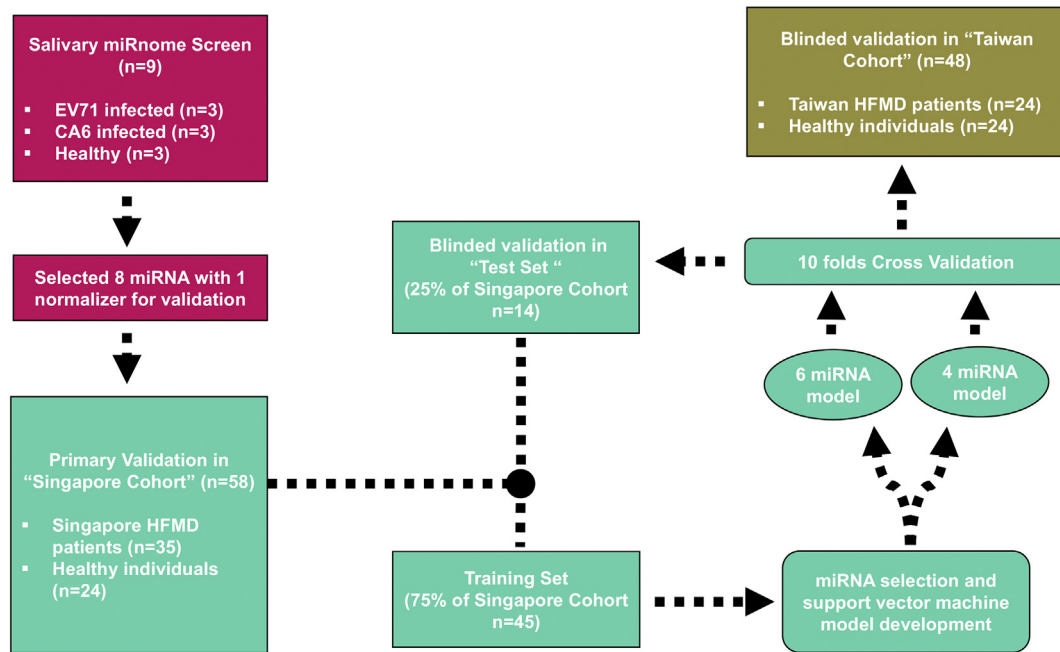 Salivary miRnome Screen
(n=9)
▪ EV71 infected (n=3)
▪ CA6 infected (n=3)
▪ Healthy (n=3)
Selected 8 miRNA with 1
normalizer for validation
Primary Validation in
“Singapore Cohort” (n=58)
▪ Singapore HFMD
patients (n=35)
▪ Healthy individuals
(n=24)
Blinded validation in
“Test Set “
(25% of Singapore Cohort
n=14)
Training Set
(75% of Singapore Cohort
n=45)
miRNA selection and
support vector machine
model development
6 miRNA
model
4 miRNA
model
10 folds Cross Validation
Blinded validation in “Taiwan
Cohort” (n=48)
▪ Taiwan HFMD patients (n=24)
▪ Healthy individuals (n=24)